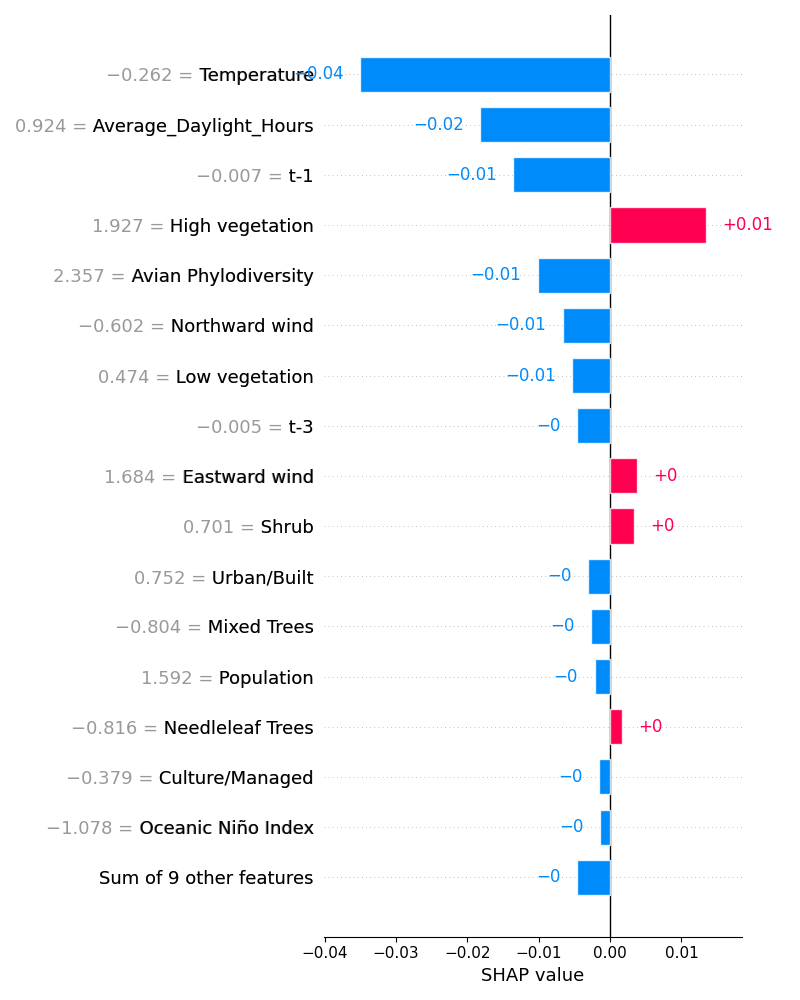 −0.262 = Temperature −0.04
0.924 = Average_Daylight_Hours −0.02
−0.007 = t-1 −0.01
1.927 = High vegetation +0.01
2.357 = Avian Phylodiversity −0.01
−0.602 = Northward wind −0.01
0.474 = Low vegetation −0.01
−0.005 = t-3 −0
1.684 = Eastward wind +0
0.701 = Shrub +0
0.752 = Urban/Built −0
−0.804 = Mixed Trees −0
1.592 = Population −0
−0.816 = Needleleaf Trees +0
−0.379 = Culture/Managed −0
−1.078 = Oceanic Niño Index −0
Sum of 9 other features −0
−0.04 −0.03 −0.02 −0.01 0.00 0.01
SHAP value